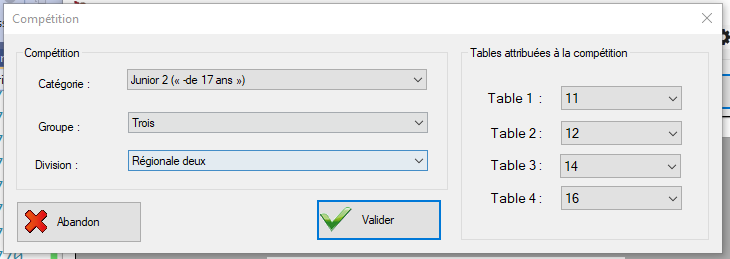 Compétition
Compétition
Catégorie : Junior 2 (« -de 17 ans »)
Groupe : Trois
Division : Régionale deux
Abandon
Valider
Tables attribuées à la compétition
Table 1 : 11
Table 2 : 12
Table 3 : 14
Table 4 : 16